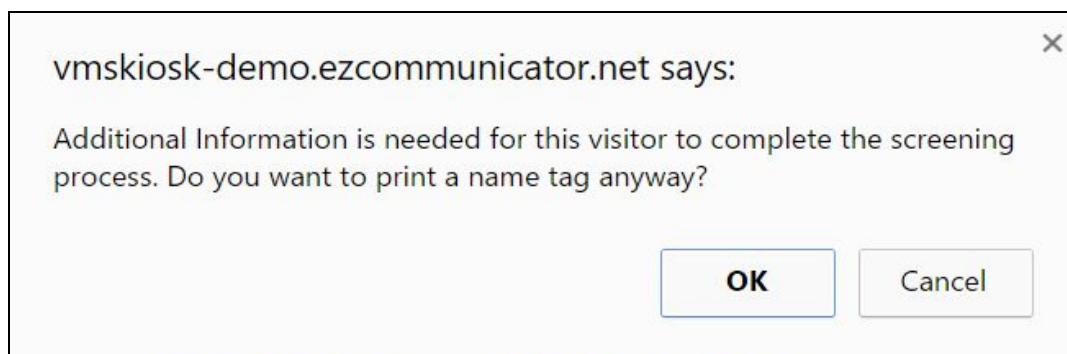 vmskiosk-demo.ezcommunicator.net says:
Additional Information is needed for this visitor to complete the screening
process. Do you want to print a name tag anyway?
OK Cancel